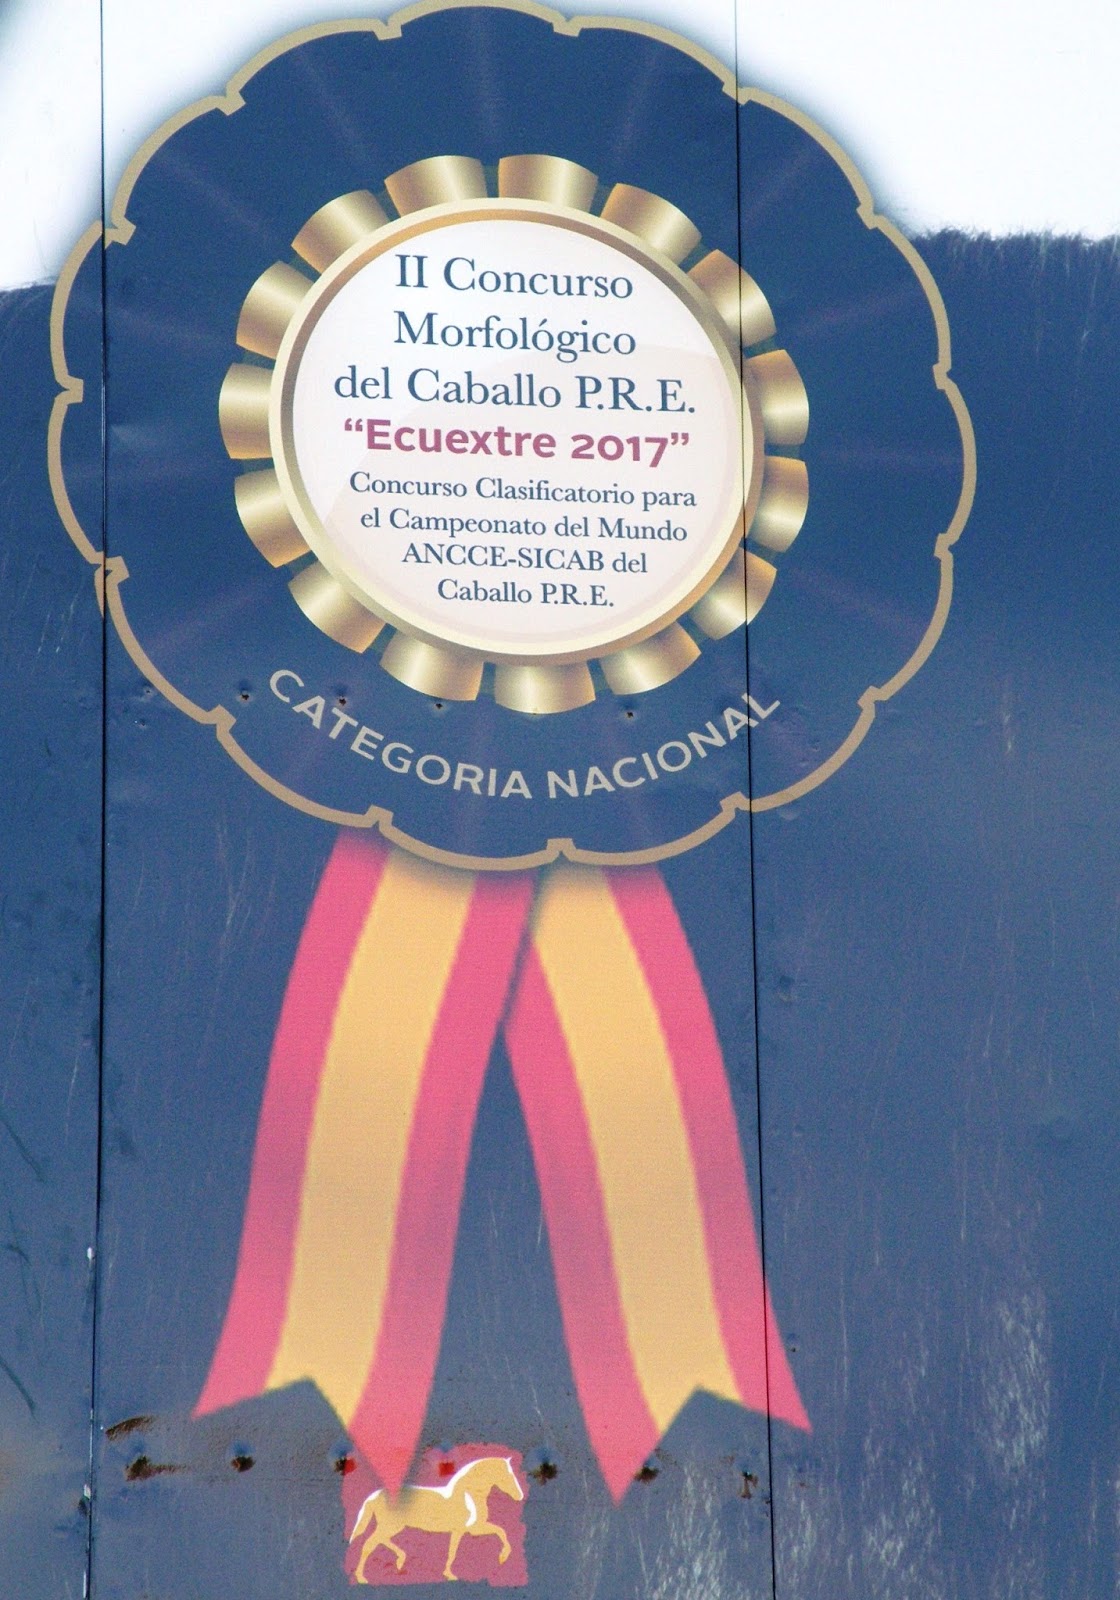 II Concurso
Morfológico
del Caballo P.R.E.
“Ecuextre 2017”
Concurso Clasificatorio para
el Campeonato del Mundo
ANCCE-SICAB del
Caballo P.R.E.
CATEGORIA NACIONAL